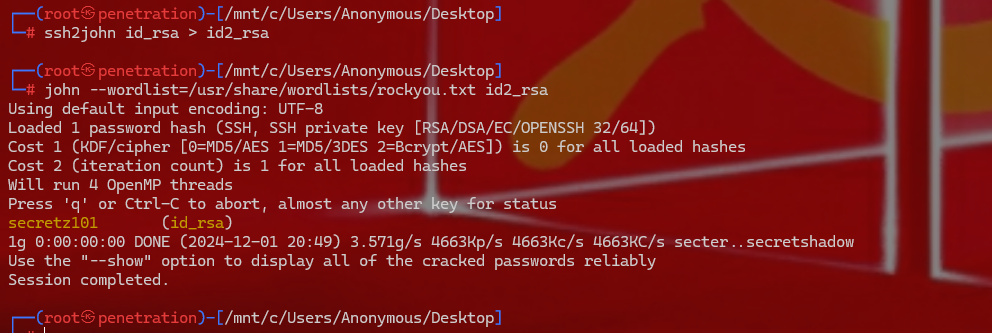 ┌──(root㉿penetration)-[/mnt/c/Users/Anonymous/Desktop]
└─# ssh2john id_rsa > id2_rsa
┌──(root㉿penetration)-[/mnt/c/Users/Anonymous/Desktop]
└─# john --wordlist=/usr/share/wordlists/rockyou.txt id2_rsa
Using default input encoding: UTF-8
Loaded 1 password hash (SSH, SSH private key [RSA/DSA/EC/OPENSSH 32/64])
Cost 1 (KDF/cipher [0=MD5/AES 1=MD5/3DES 2=Bcrypt/AES]) is 0 for all loaded hashes
Cost 2 (iteration count) is 1 for all loaded hashes
Will run 4 OpenMP threads
Press 'q' or Ctrl-C to abort, almost any other key for status
secretz101       (id_rsa)
1g 0:00:00:00 DONE (2024-12-01 20:49) 3.571g/s 4663Kp/s 4663Kc/s 4663KC/s secter..secretshadow
Use the "--show" option to display all of the cracked passwords reliably
Session completed.
┌──(root㉿penetration)-[/mnt/c/Users/Anonymous/Desktop]
└─#